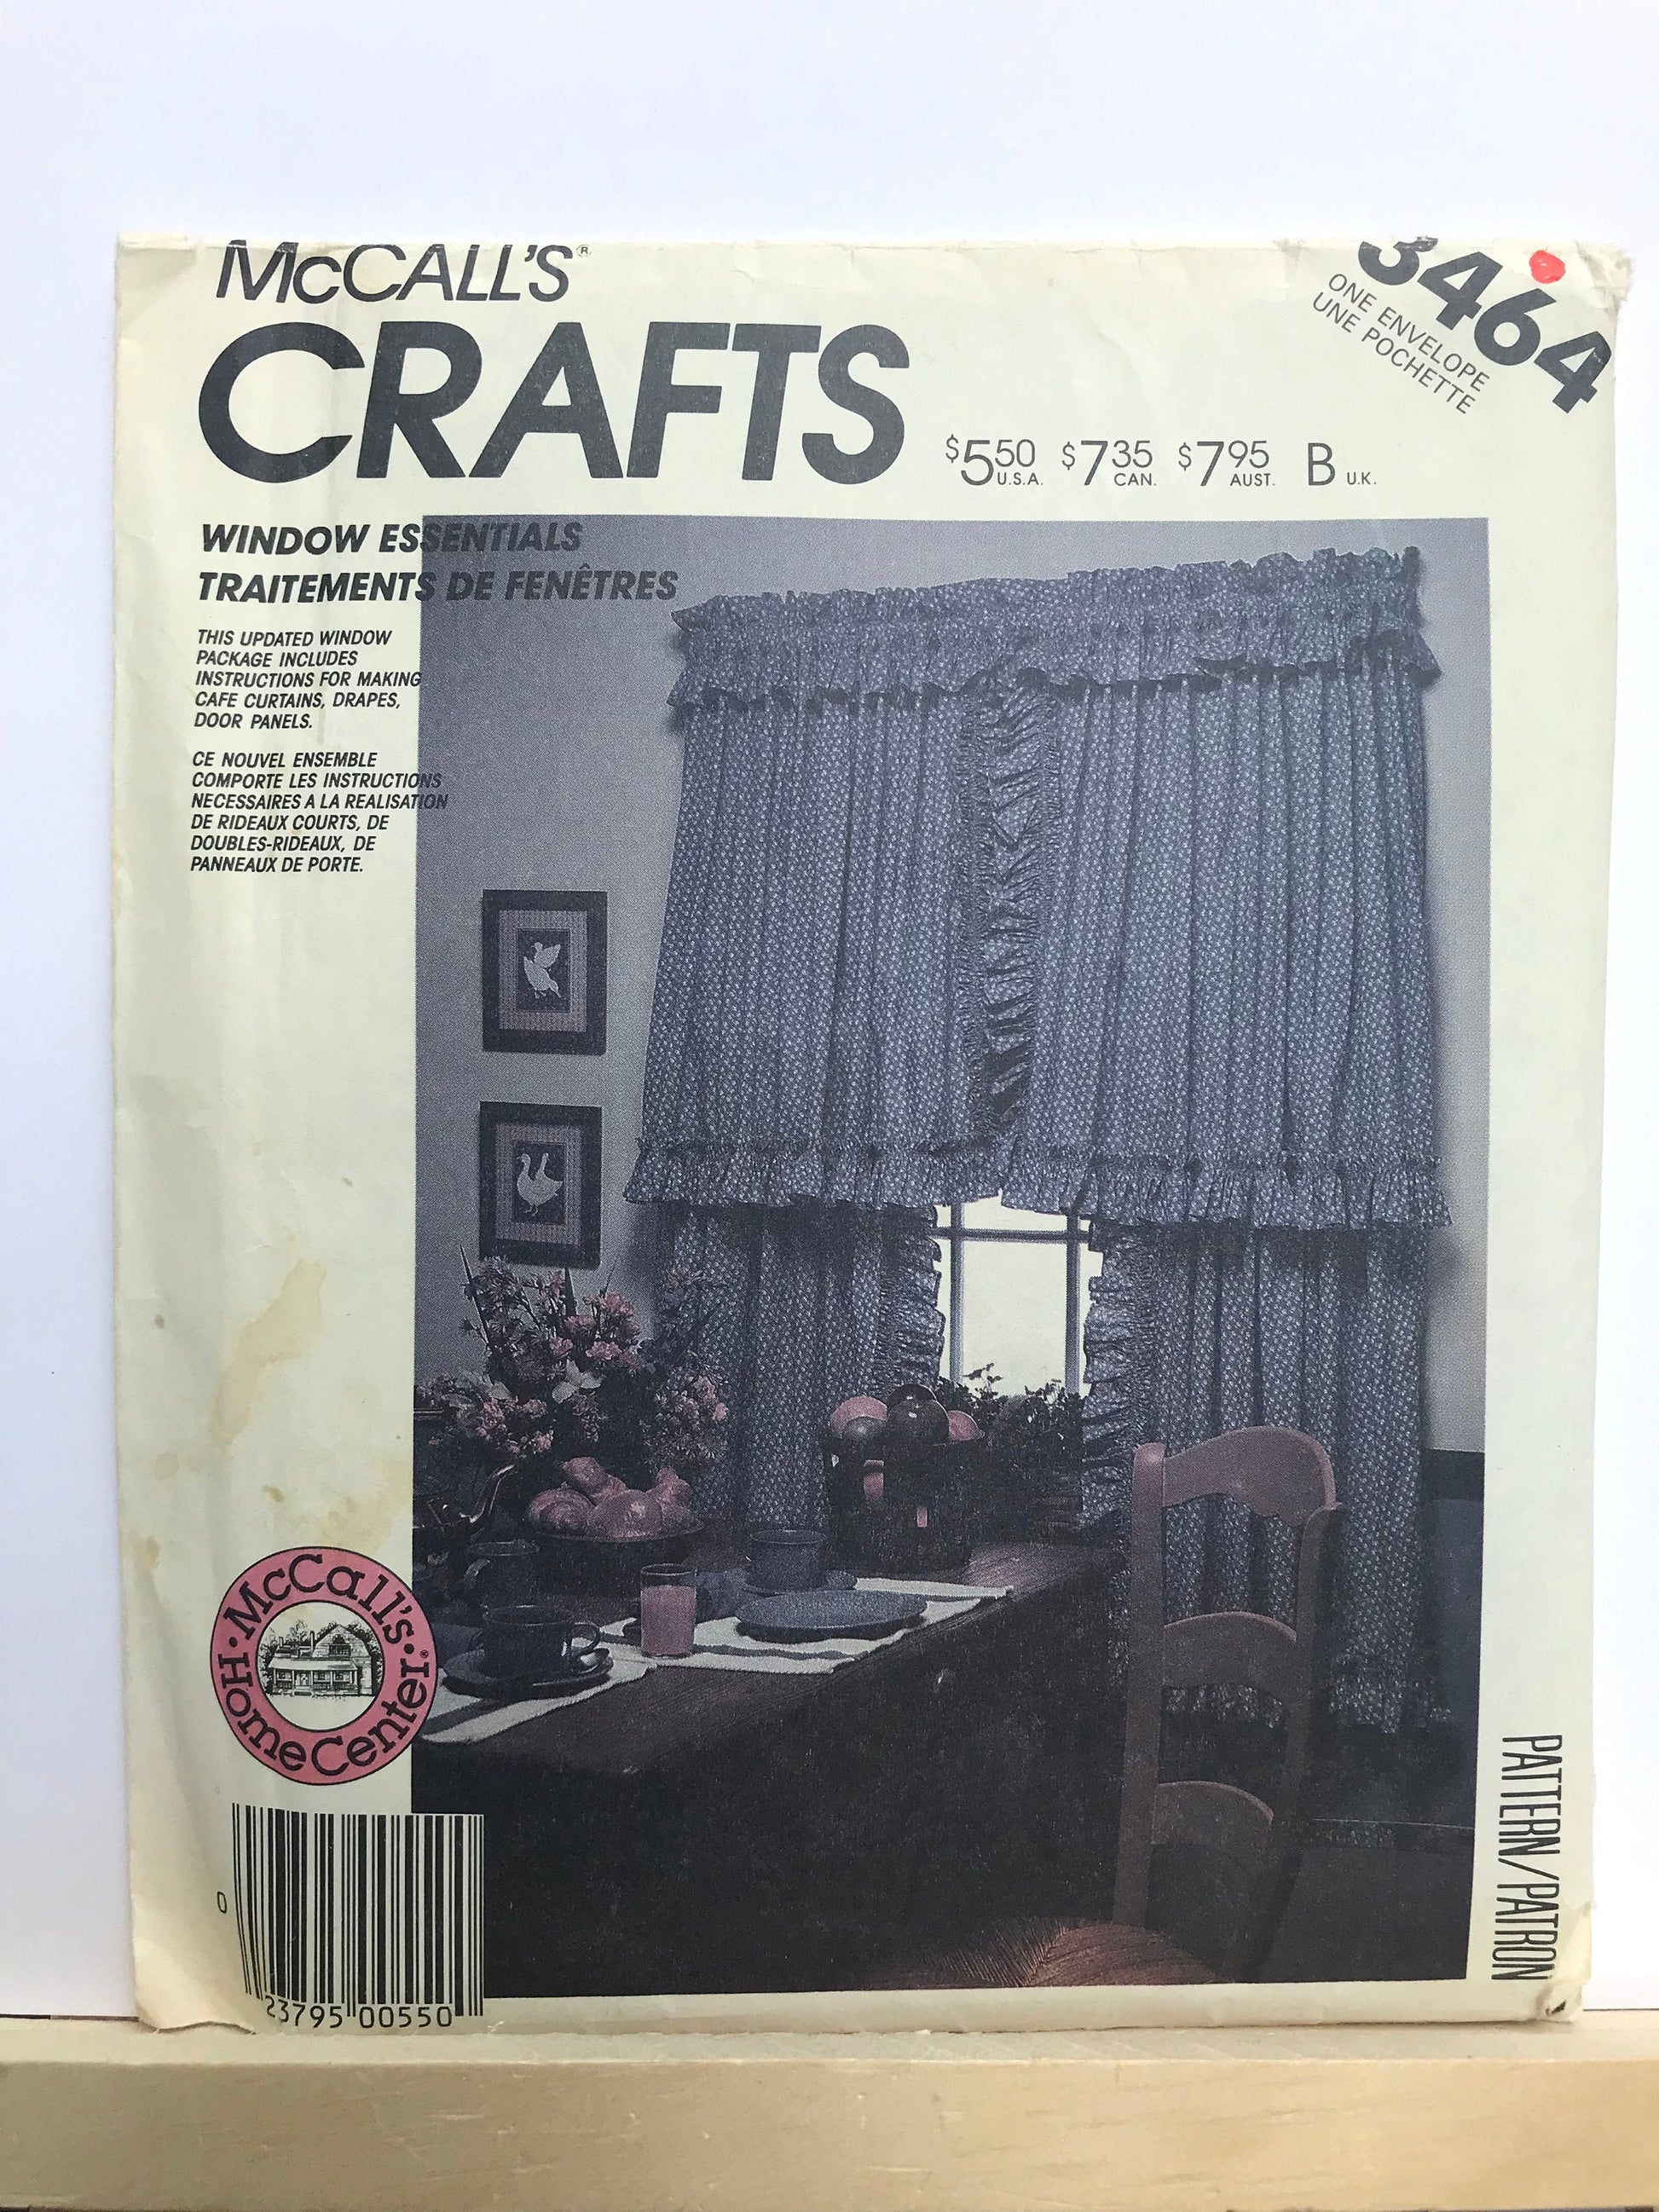 McCALL'S®
3464
ONE ENVELOPE
UNE POCHETTE
CRAFTS
$5.50 U.S.A. $7.35 CAN. $7.95 AUST. B U.K.
WINDOW ESSENTIALS
TRAITEMENTS DE FENÊTRES
THIS UPDATED WINDOW
PACKAGE INCLUDES
INSTRUCTIONS FOR MAKING
CAFE CURTAINS, DRAPES,
DOOR PANELS.
CE NOUVEL ENSEMBLE
COMPORTE LES INSTRUCTIONS
NECESSAIRES A LA REALISATION
DE RIDEAUX COURTS, DE
DOUBLES-RIDEAUX, DE
PANNEAUX DE PORTE.
McCall's®
Home Center
PATTERN/PATRON
0 23795 00550